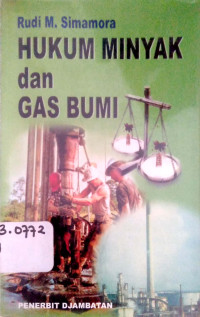 Rudi M. Simamora
HUKUM MINYAK
dan
GAS BUMI
3.0772
PENERBIT DJAMBATAN